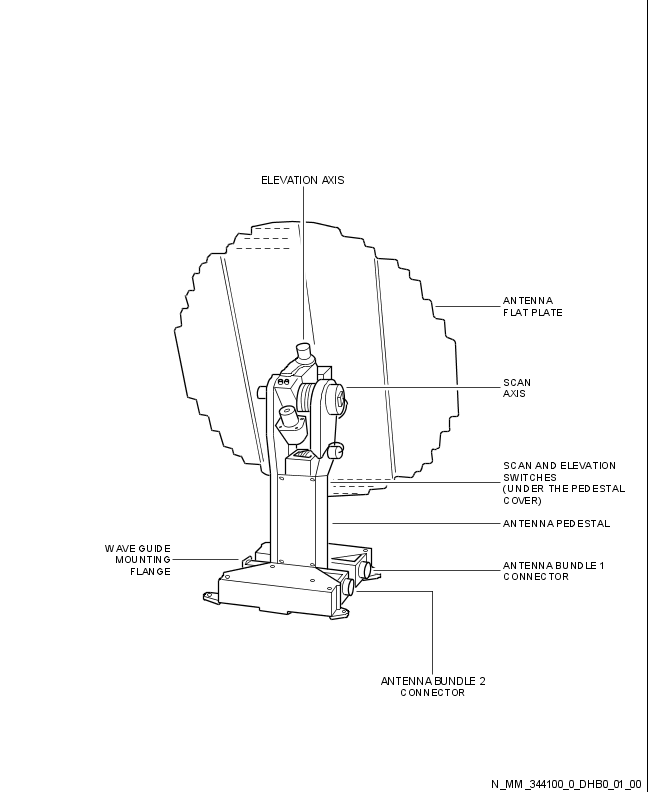 ELEVATION AXIS
ANTENNA
FLAT PLATE
SCAN
AXIS
SCAN AND ELEVATION
SWITCHES
(UNDER THE PEDESTAL
COVER)
ANTENNA PEDESTAL
WAVE GUIDE
MOUNTING
FLANGE
ANTENNA BUNDLE 1
CONNECTOR
ANTENNA BUNDLE 2
CONNECTOR
N_MM_344100_0_DHB0_01_00